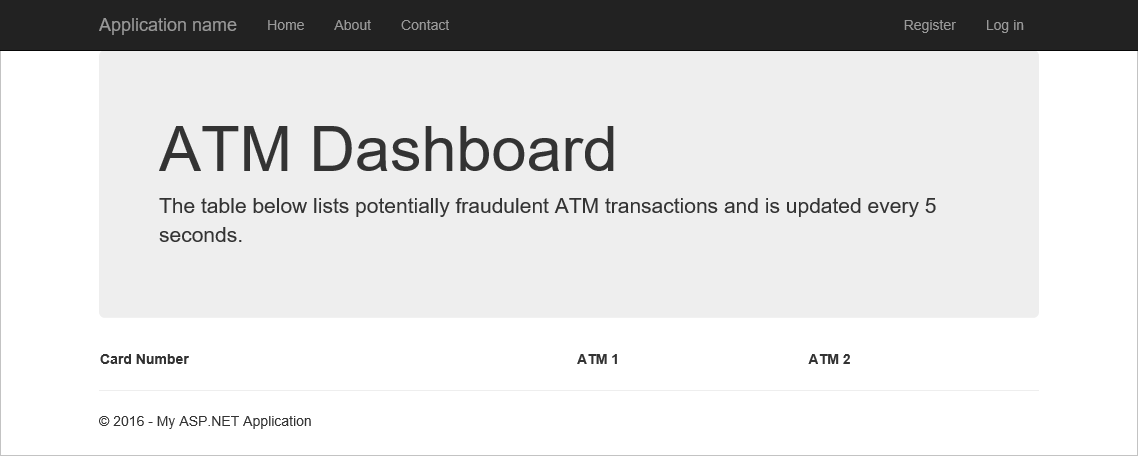 Application name Home About Contact Register Log in
ATM Dashboard
The table below lists potentially fraudulent ATM transactions and is updated every 5
seconds.
Card Number ATM 1 ATM 2
© 2016 - My ASP.NET Application